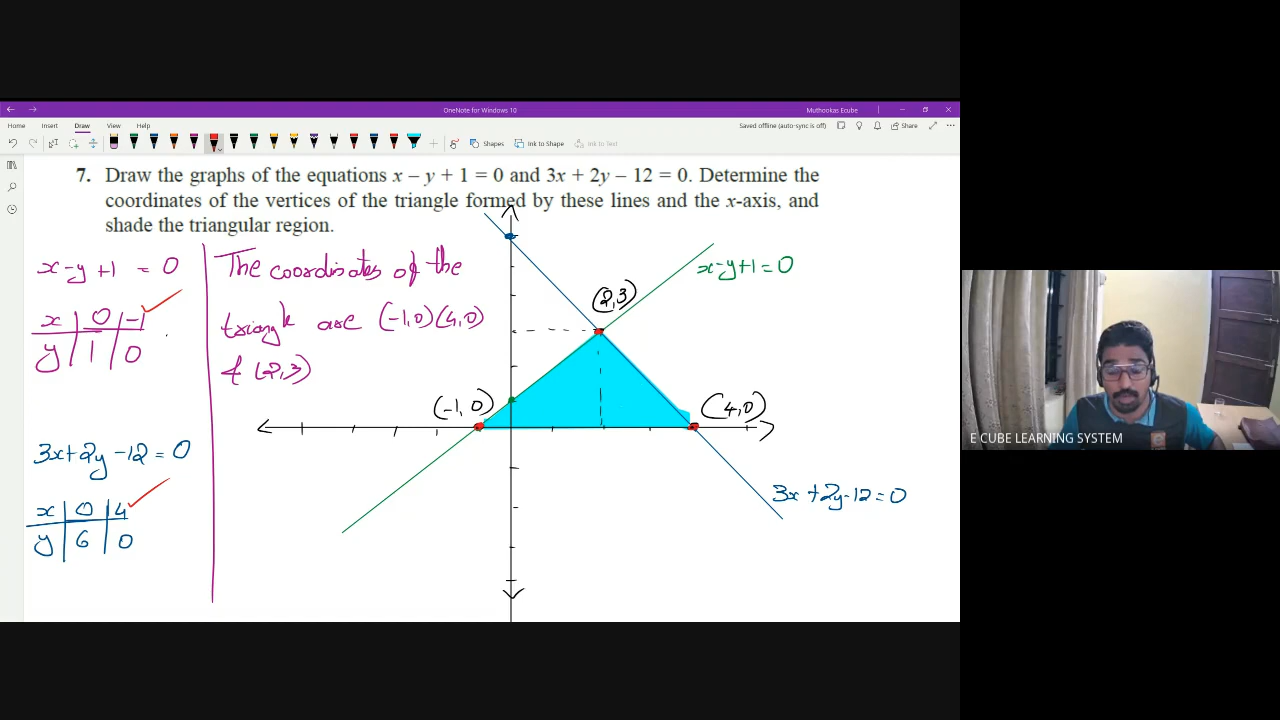 OneNote for Windows 10
Muthookas Ecube
Home Insert Draw View Help
Saved offline (auto-sync is off)
Share
Shapes
Ink to Shape
Ink to Text
7. Draw the graphs of the equations x – y + 1 = 0 and 3x + 2y – 12 = 0. Determine the
coordinates of the vertices of the triangle formed by these lines and the x-axis, and
shade the triangular region.
x-y+1 = 0
x | 0 | -1
y | 1 | 0
3x+2y-12=0
x | 0 | 4
y | 6 | 0
The coordinates of the
triangle are (-1,0)(4,0)
& (2,3)
x-y+1=0
(2,3)
(-1,0)
(4,0)
3x+2y-12=0
E CUBE LEARNING SYSTEM